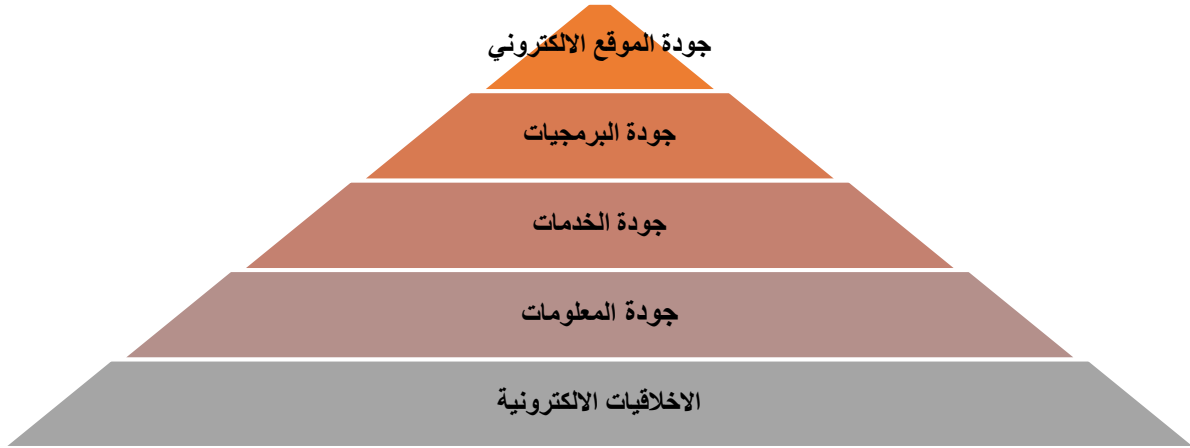 جودة الموقع الالكتروني
جودة البرمجيات
جودة الخدمات
جودة المعلومات
الاخلاقيات الالكترونية